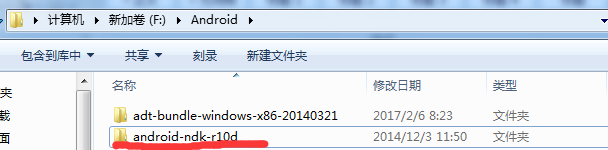 计算机 ▸ 新加卷 (F:) ▸ Android ▸
包含到库中 共享 刻录 新建文件夹
名称 修改日期 类型
adt-bundle-windows-x86-20140321 2017/2/6 8:23 文件夹
载
android-ndk-r10d 2014/12/3 11:50 文件夹
面